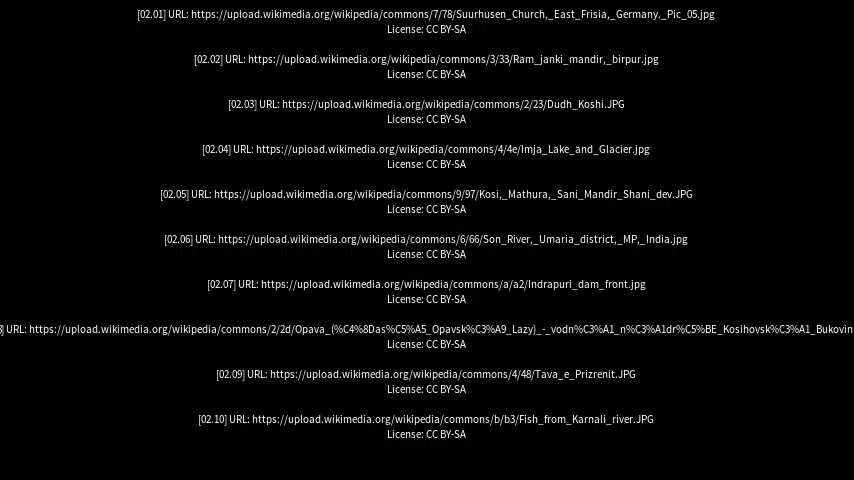 [02.01] URL: https://upload.wikimedia.org/wikipedia/commons/7/78/Suurhusen_Church,_East_Frisia,_Germany._Pic_05.jpg
License: CC BY-SA
[02.02] URL: https://upload.wikimedia.org/wikipedia/commons/3/33/Ram_janki_mandir,_birpur.jpg
License: CC BY-SA
[02.03] URL: https://upload.wikimedia.org/wikipedia/commons/2/23/Dudh_Koshi.JPG
License: CC BY-SA
[02.04] URL: https://upload.wikimedia.org/wikipedia/commons/4/4e/Imja_Lake_and_Glacier.jpg
License: CC BY-SA
[02.05] URL: https://upload.wikimedia.org/wikipedia/commons/9/97/Kosi,_Mathura,_Sani_Mandir_Shani_dev.JPG
License: CC BY-SA
[02.06] URL: https://upload.wikimedia.org/wikipedia/commons/6/66/Son_River,_Umaria_district,_MP,_India.jpg
License: CC BY-SA
[02.07] URL: https://upload.wikimedia.org/wikipedia/commons/a/a2/Indrapuri_dam_front.jpg
License: CC BY-SA
] URL: https://upload.wikimedia.org/wikipedia/commons/2/2d/Opava_(%C4%8Das%C5%A5_Opavsk%C3%A9_Lazy)_-_vodn%C3%A1_n%C3%A1dr%C5%BE_Kosihovsk%C3%A1_Bukovin
License: CC BY-SA
[02.09] URL: https://upload.wikimedia.org/wikipedia/commons/4/48/Tava_e_Prizrenit.JPG
License: CC BY-SA
[02.10] URL: https://upload.wikimedia.org/wikipedia/commons/b/b3/Fish_from_Karnali_river.JPG
License: CC BY-SA